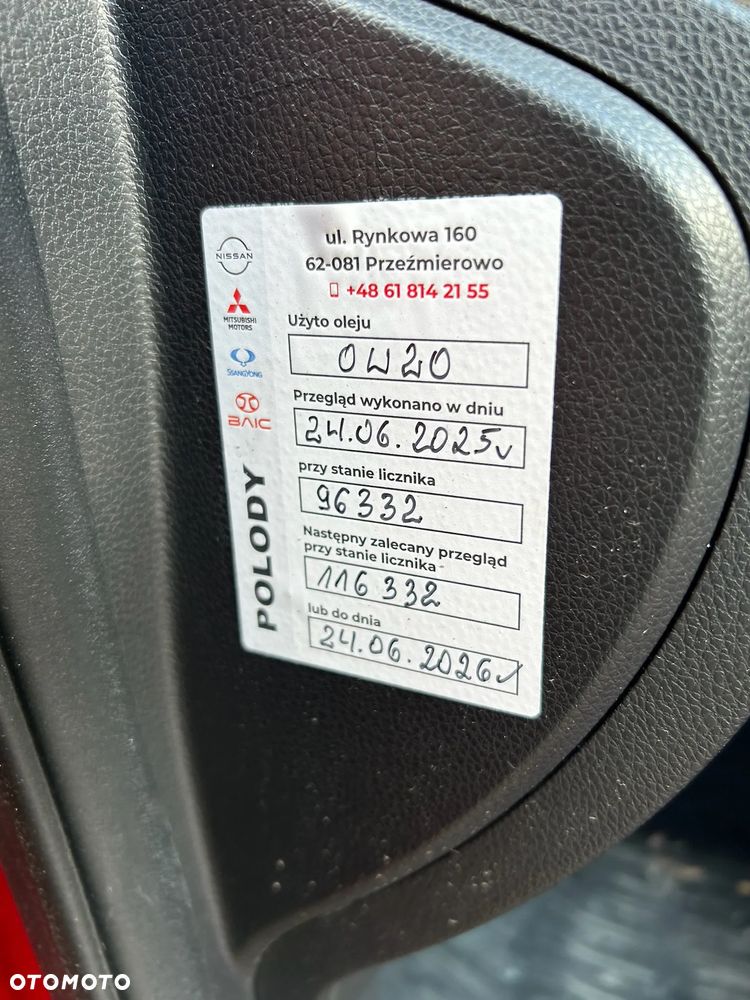 ul. Rynkowa 160
62-081 Przeźmierowo
+48 61 814 21 55
NISSAN
MITSUBISHI
MOTORS
SSANGYONG
BAIC
POLODY
Użyto oleju
0W20
Przegląd wykonano w dniu
24.06.2025
przy stanie licznika
96332
Następny zalecany przegląd
przy stanie licznika
116 332
lub do dnia
24.06.2026
OTOMOTO